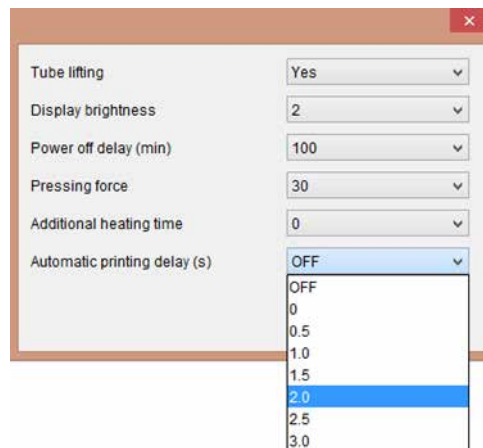 Tube lifting Yes
Display brightness 2
Power off delay (min) 100
Pressing force 30
Additional heating time 0
Automatic printing delay (s) OFF
OFF
0
0.5
1.0
1.5
2.0
2.5
3.0